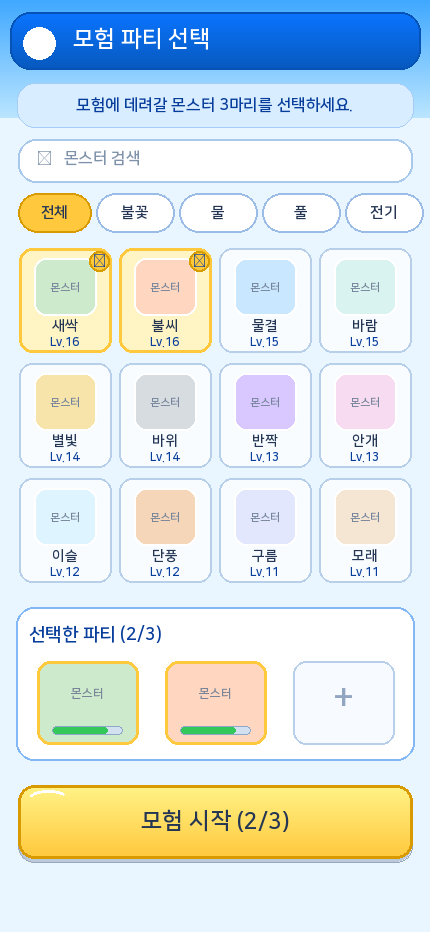 모험 파티 선택
모험에 데려갈 몬스터 3마리를 선택하세요.
몬스터 검색
전체 불꽃 물 풀 전기
몬스터 몬스터 몬스터 몬스터
새싹 불씨 물결 바람
Lv.16 Lv.16 Lv.15 Lv.15
몬스터 몬스터 몬스터 몬스터
별빛 바위 반짝 안개
Lv.14 Lv.14 Lv.13 Lv.13
몬스터 몬스터 몬스터 몬스터
이슬 단풍 구름 모래
Lv.12 Lv.12 Lv.11 Lv.11
선택한 파티 (2/3)
몬스터 몬스터 +
모험 시작 (2/3)